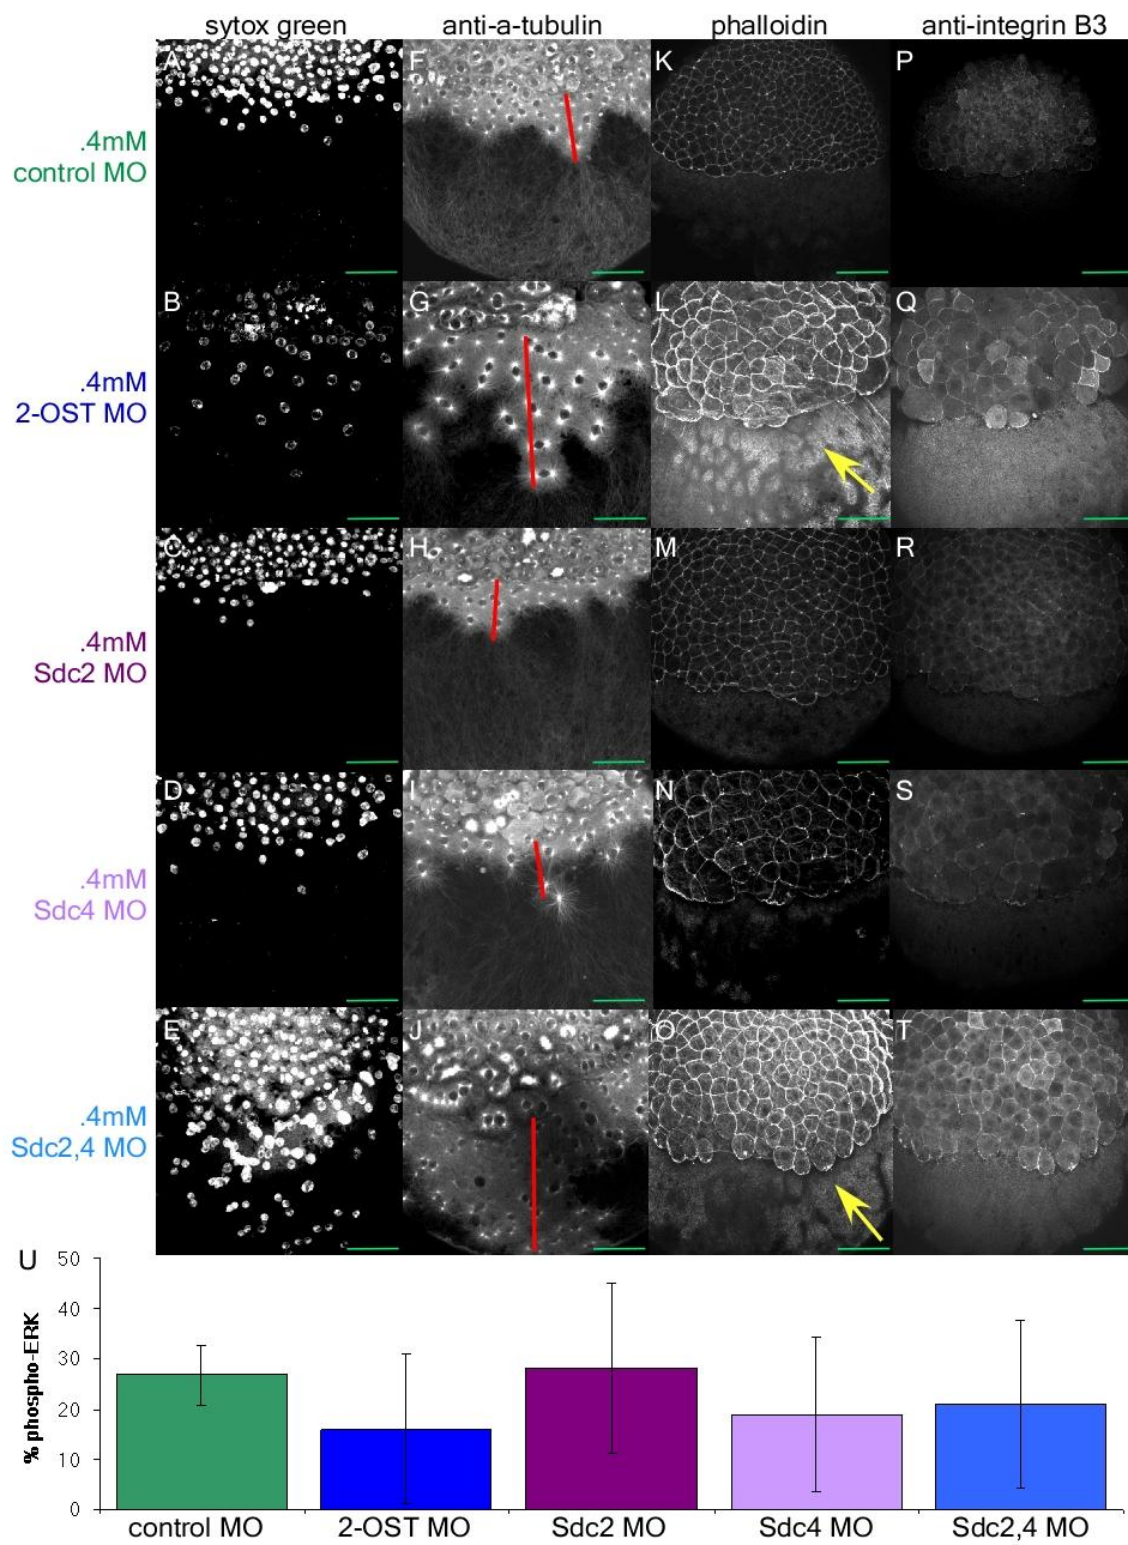 sytox green anti-a-tubulin phalloidin anti-integrin B3
A F K P
.4mM
control MO
B G L Q
.4mM
2-OST MO
C H M R
.4mM
Sdc2 MO
D I N S
.4mM
Sdc4 MO
E J O T
.4mM
Sdc2,4 MO
U
% phospho-ERK
50
40
30
20
10
0
control MO 2-OST MO Sdc2 MO Sdc4 MO Sdc2,4 MO